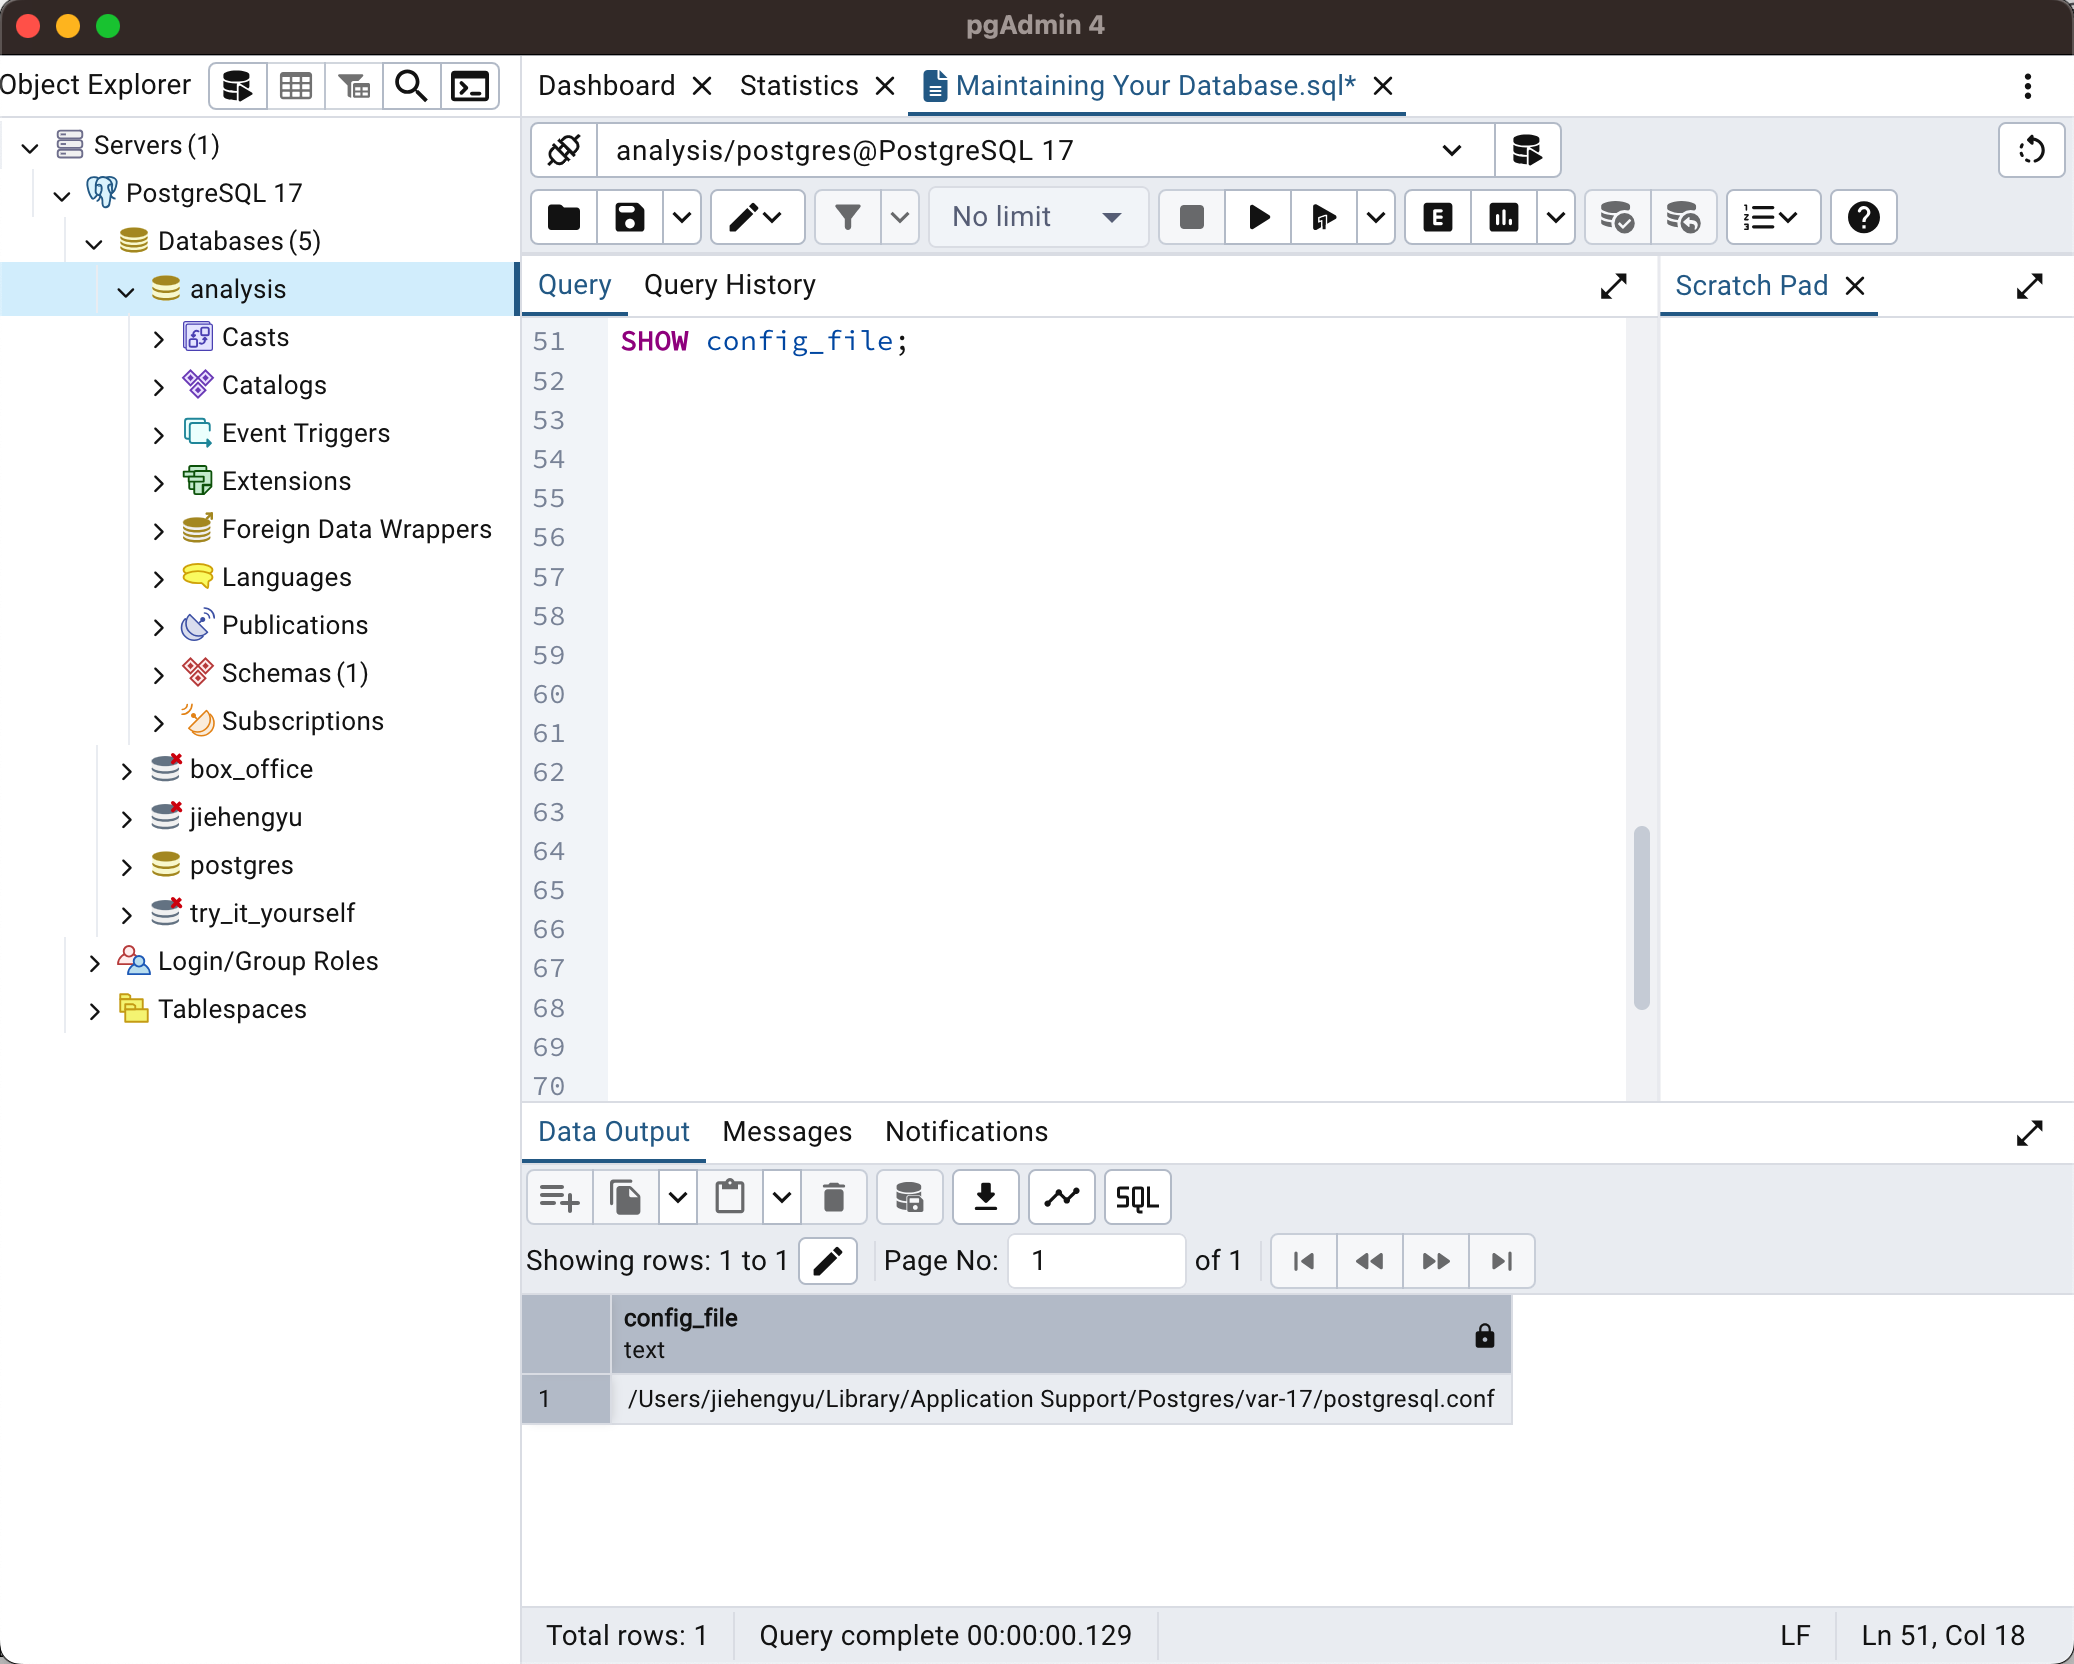 pgAdmin 4
Object Explorer
Dashboard
Statistics
Maintaining Your Database.sql*
Servers (1)
PostgreSQL 17
Databases (5)
analysis
Casts
Catalogs
Event Triggers
Extensions
Foreign Data Wrappers
Languages
Publications
Schemas (1)
Subscriptions
box_office
jiehengyu
postgres
try_it_yourself
Login/Group Roles
Tablespaces
analysis/postgres@PostgreSQL 17
No limit
E
Query
Query History
Scratch Pad
51 SHOW config_file;
52
53
54
55
56
57
58
59
60
61
62
63
64
65
66
67
68
69
70
Data Output
Messages
Notifications
SQL
Showing rows: 1 to 1
Page No: 1 of 1
config_file
text
1 /Users/jiehengyu/Library/Application Support/Postgres/var-17/postgresql.conf
Total rows: 1
Query complete 00:00:00.129
LF
Ln 51, Col 18